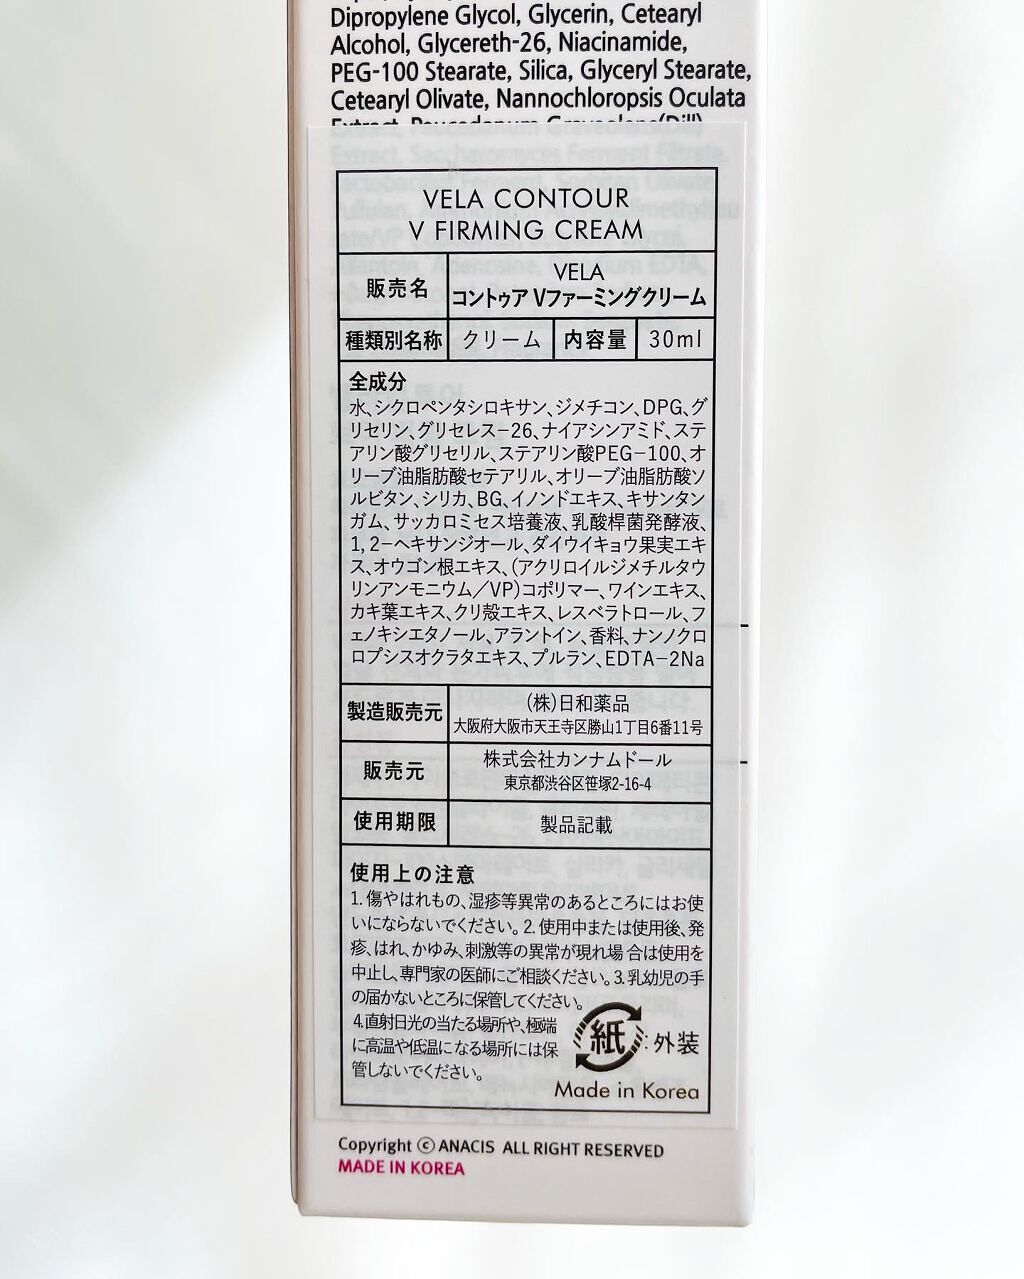 Dipropylene Glycol, Glycerin, Cetearyl
Alcohol, Glycereth-26, Niacinamide,
PEG-100 Stearate, Silica, Glyceryl Stearate,
Cetearyl Olivate, Nannochloropsis Oculata
Extract, Peucedanum Graveolens(Dill)
Extract, Saccharomyces Ferment Filtrate,
VELA CONTOUR
V FIRMING CREAM
販売名
VELA
コントゥア Vファーミングクリーム
種類別名称 クリーム 内容量 30ml
全成分
水、シクロペンタシロキサン、ジメチコン、DPG、グ
リセリン、グリセレス−26、ナイアシンアミド、ステ
アリン酸グリセリル、ステアリン酸PEG−100、オ
リーブ油脂肪酸セテアリル、オリーブ油脂肪酸ソ
ルビタン、シリカ、BG、イノンドエキス、キサンタン
ガム、サッカロミセス培養液、乳酸桿菌発酵液、
1,2−ヘキサンジオール、ダイウイキョウ果実エキ
ス、オウゴン根エキス、(アクリロイルジメチルタウ
リンアンモニウム／VP)コポリマー、ワインエキス、
カキ葉エキス、クリ殻エキス、レスベラトロール、フ
ェノキシエタノール、アラントイン、香料、ナンノクロ
ロプシスオクラタエキス、プルラン、EDTA−2Na
製造販売元
(株)日和薬品
大阪府大阪市天王寺区勝山1丁目6番11号
販売元
株式会社カンナムドール
東京都渋谷区笹塚2-16-4
使用期限 製品記載
使用上の注意
1.傷やはれもの、湿疹等異常のあるところにはお使
いにならないでください。2.使用中または使用後、発
疹、はれ、かゆみ、刺激等の異常が現れ場 合は使用を
中止し、専門家の医師にご相談ください。3.乳幼児の手
の届かないところに保管してください。
4.直射日光の当たる場所や、極端
に高温や低温に なる場所には保
管しないでください。
紙:外装
Made in Korea
Copyright ⓒ ANACIS ALL RIGHT RESERVED
MADE IN KOREA